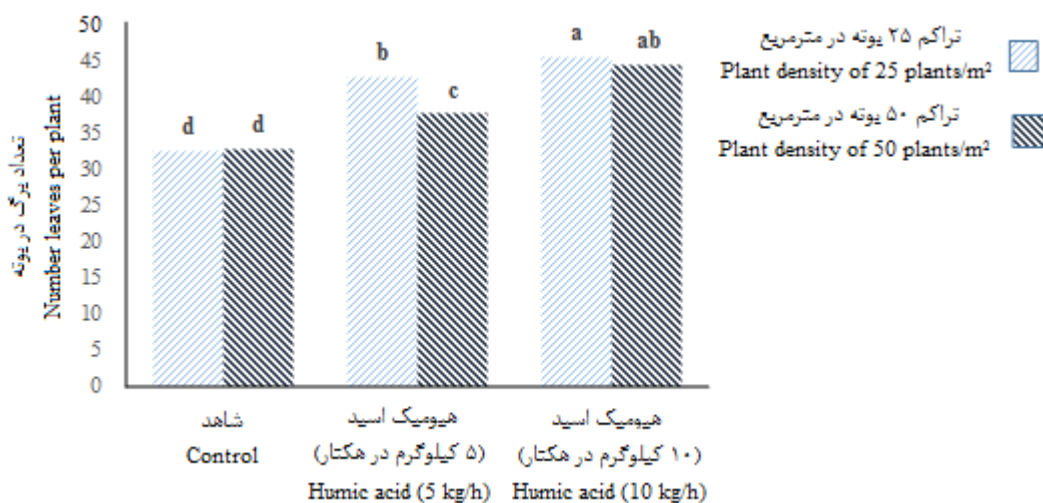 تعداد برگ در بوته
Number leaves per plant
50
45
40
35
30
25
20
15
10
5
0
d
d
b
c
a
ab
شاهد
Control
هیومیک اسید
(۵ کیلوگرم در هکتار)
Humic acid (5 kg/h)
هیومیک اسید
(۱۰ کیلوگرم در هکتار)
Humic acid (10 kg/h)
تراکم ۲۵ بوته در مترمربع
Plant density of 25 plants/m²
تراکم ۵۰ بوته در مترمربع
Plant density of 50 plants/m²